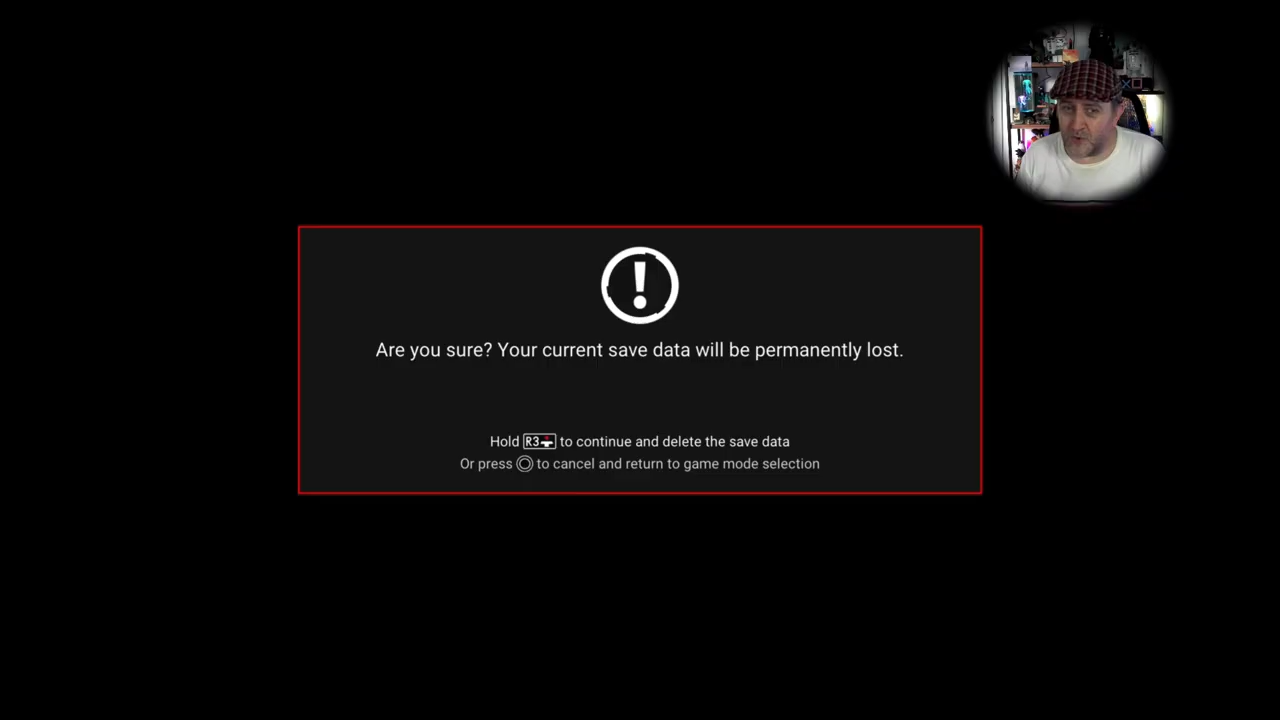 Are you sure? Your current save data will be permanently lost.
Hold R3 to continue and delete the save data
Or press to cancel and return to game mode selection